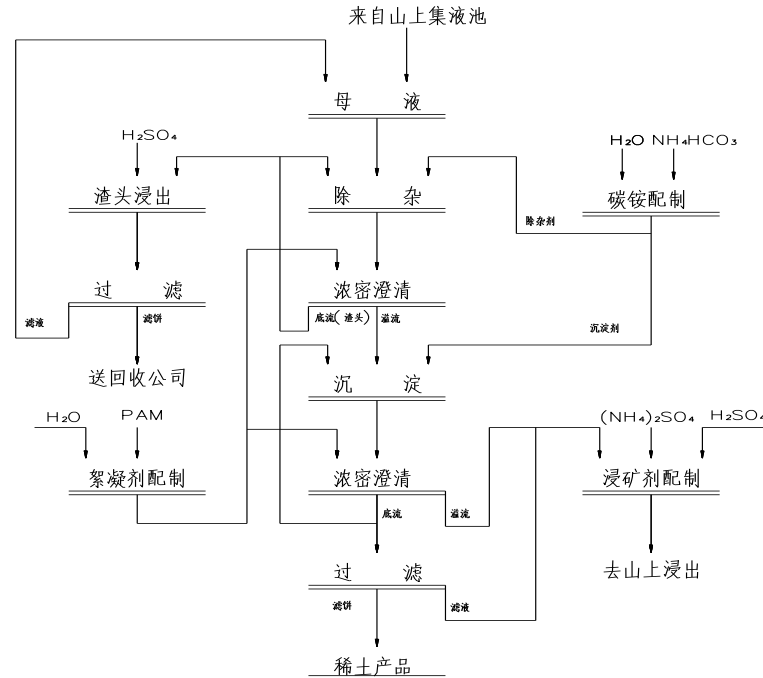 来自山上集液池
母 液
H₂SO₄
H₂O NH₄HCO₃
渣头浸出
除 杂
碳铵配制
除杂剂
过 滤
浓密澄清
滤液
滤饼
底流(渣头)
溢流
沉淀剂
送回收公司
沉 淀
H₂O
PAM
(NH₄)₂SO₄
H₂SO₄
絮凝剂配制
浓密澄清
浸矿剂配制
底流
溢流
过 滤
去山上浸出
滤饼
滤液
稀土产品